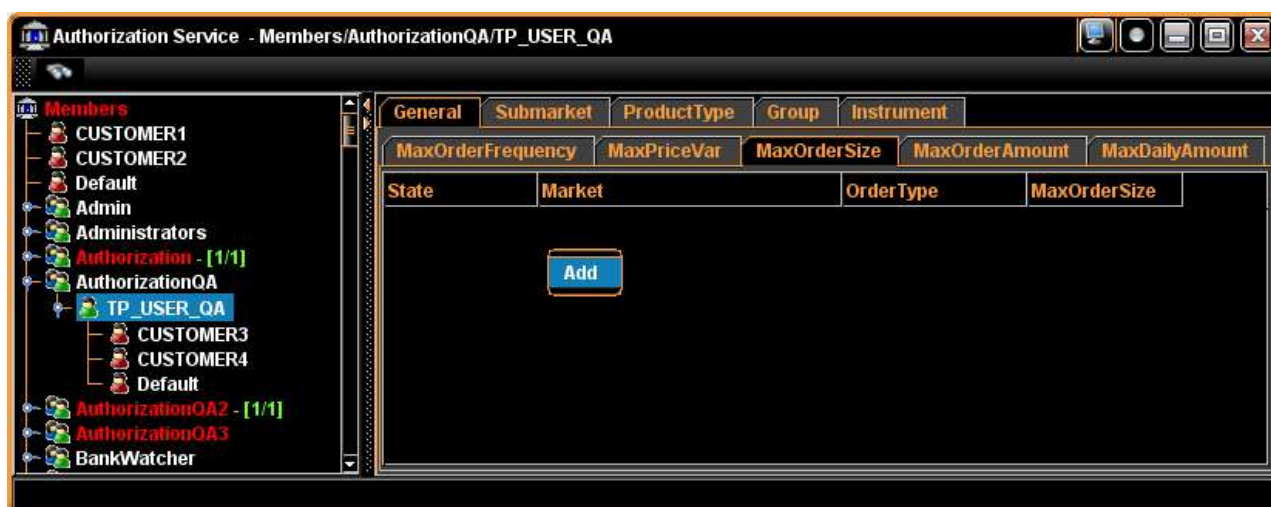 Authorization Service - Members/AuthorizationQA/TP_USER_QA
Members
CUSTOMER1
CUSTOMER2
Default
Admin
Administrators
Authorization - [1/1]
AuthorizationQA
TP_USER_QA
CUSTOMER3
CUSTOMER4
Default
AuthorizationQA2 - [1/1]
AuthorizationQA3
BankWatcher
General Submarket ProductType Group Instrument
MaxOrderFrequency MaxPriceVar MaxOrderSize MaxOrderAmount MaxDailyAmount
State Market OrderType MaxOrderSize
Add